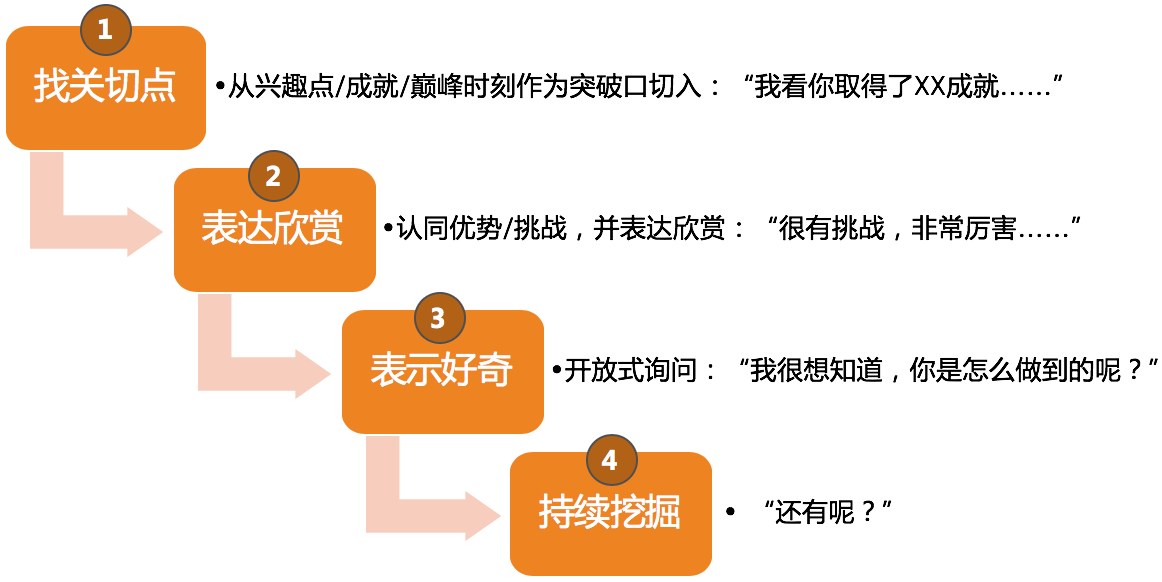 1
找关切点
•从兴趣点/成就/巅峰时刻作为突破口切入：“我看你取得了XX成就……”
2
表达欣赏
•认同优势/挑战，并表达欣赏：“很有挑战，非常厉害……”
3
表示好奇
•开放式询问：“我很想知道，你是怎么做到的呢？”
4
持续挖掘
• “还有呢？”